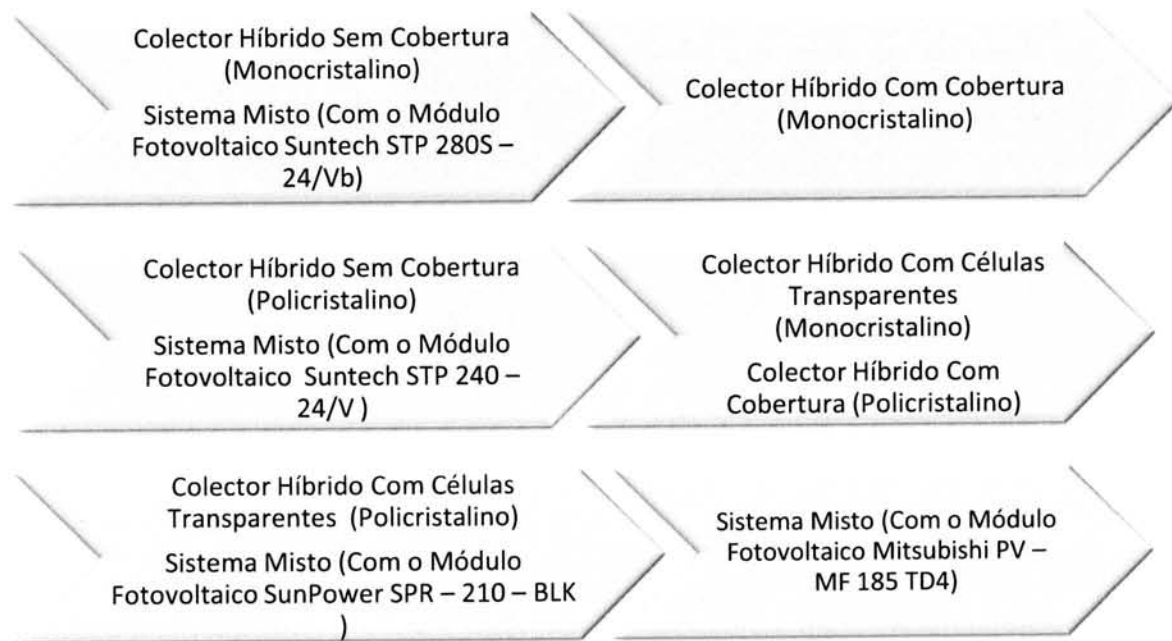 Colector Híbrido Sem Cobertura
(Monocristalino)
Sistema Misto (Com o Módulo
Fotovoltaico Suntech STP 280S –
24/Vb)
Colector Híbrido Com Cobertura
(Monocristalino)
Colector Híbrido Sem Cobertura
(Policristalino)
Sistema Misto (Com o Módulo
Fotovoltaico Suntech STP 240 –
24/V )
Colector Híbrido Com Células
Transparentes
(Monocristalino)
Colector Híbrido Com
Cobertura (Policristalino)
Colector Híbrido Com Células
Transparentes (Policristalino)
Sistema Misto (Com o Módulo
Fotovoltaico SunPower SPR – 210 – BLK
)
Sistema Misto (Com o Módulo
Fotovoltaico Mitsubishi PV –
MF 185 TD4)